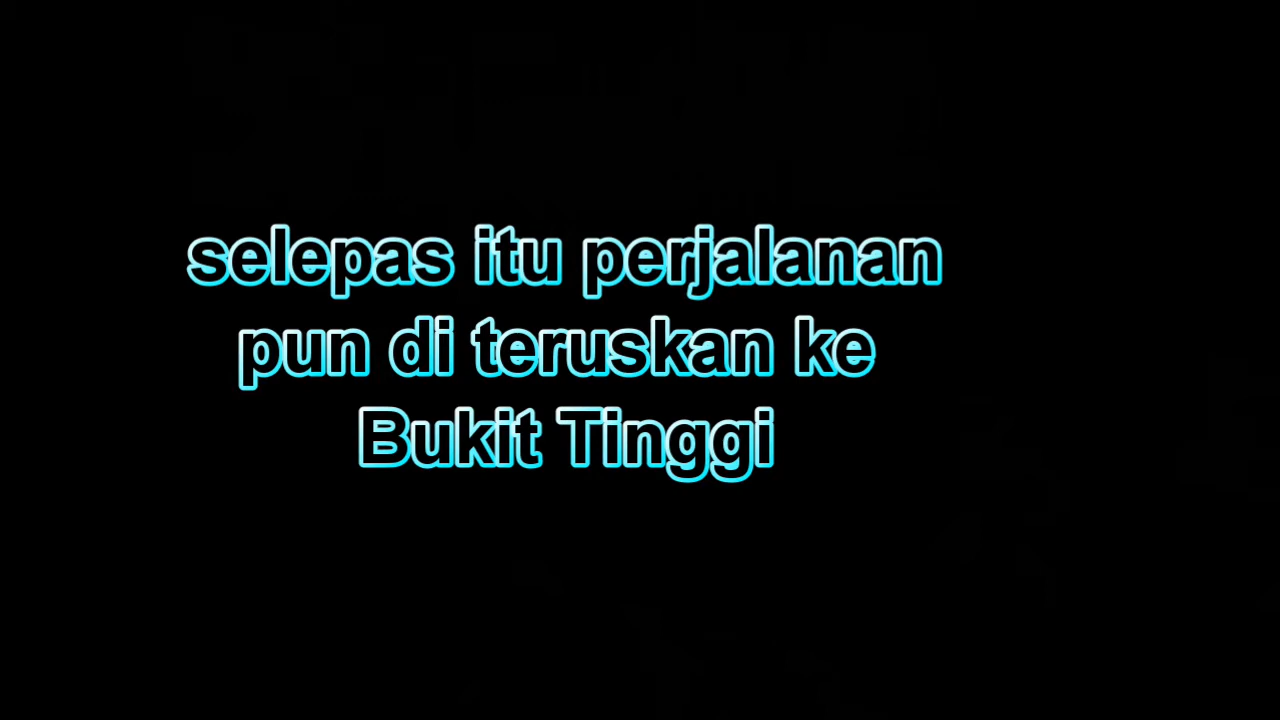 selepas itu perjalanan
pun di teruskan ke
Bukit Tinggi